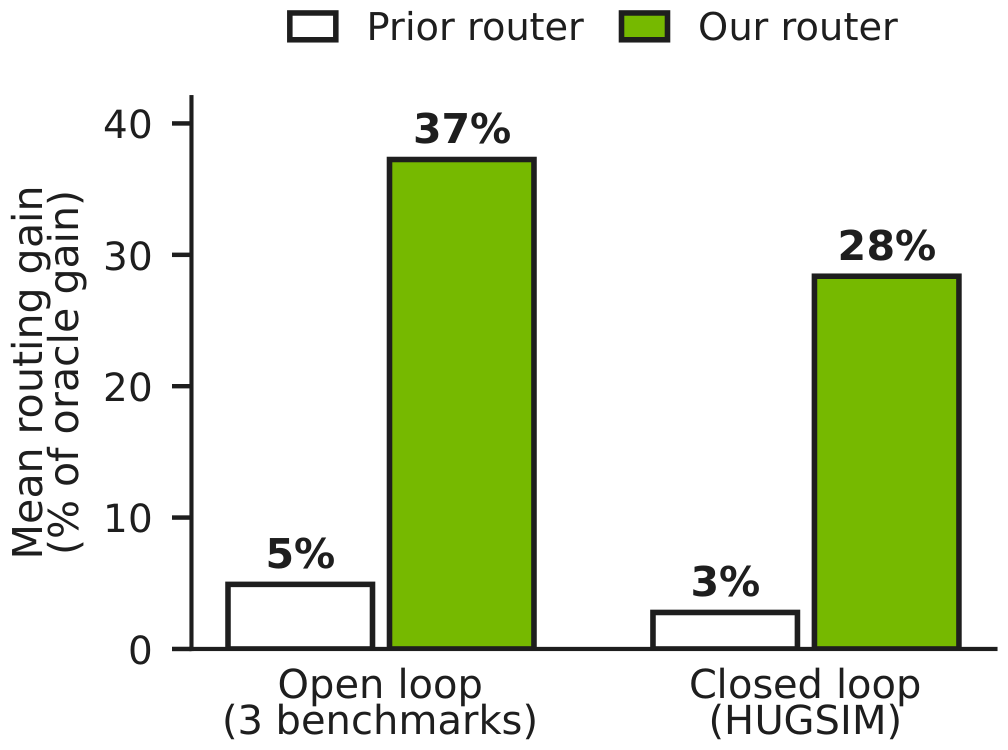 Prior router
Our router
Mean routing gain
(% of oracle gain)
40
30
20
10
0
5%
37%
3%
28%
Open loop
(3 benchmarks)
Closed loop
(HUGSIM)